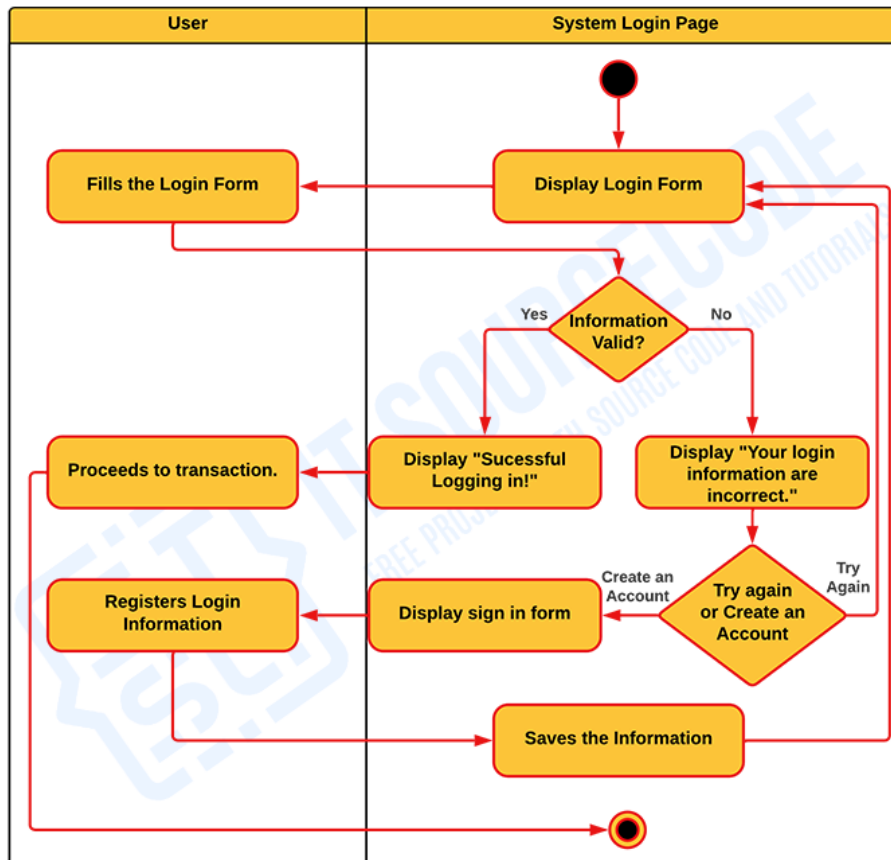 User
System Login Page
Fills the Login Form
Display Login Form
Yes
Information
Valid?
No
Proceeds to transaction.
Display "Sucessful
Logging in!"
Display "Your login
information are
incorrect."
Registers Login
Information
Display sign in form
Create an
Account
Try again
or Create an
Account
Try
Again
Saves the Information
IT SOURCECODE